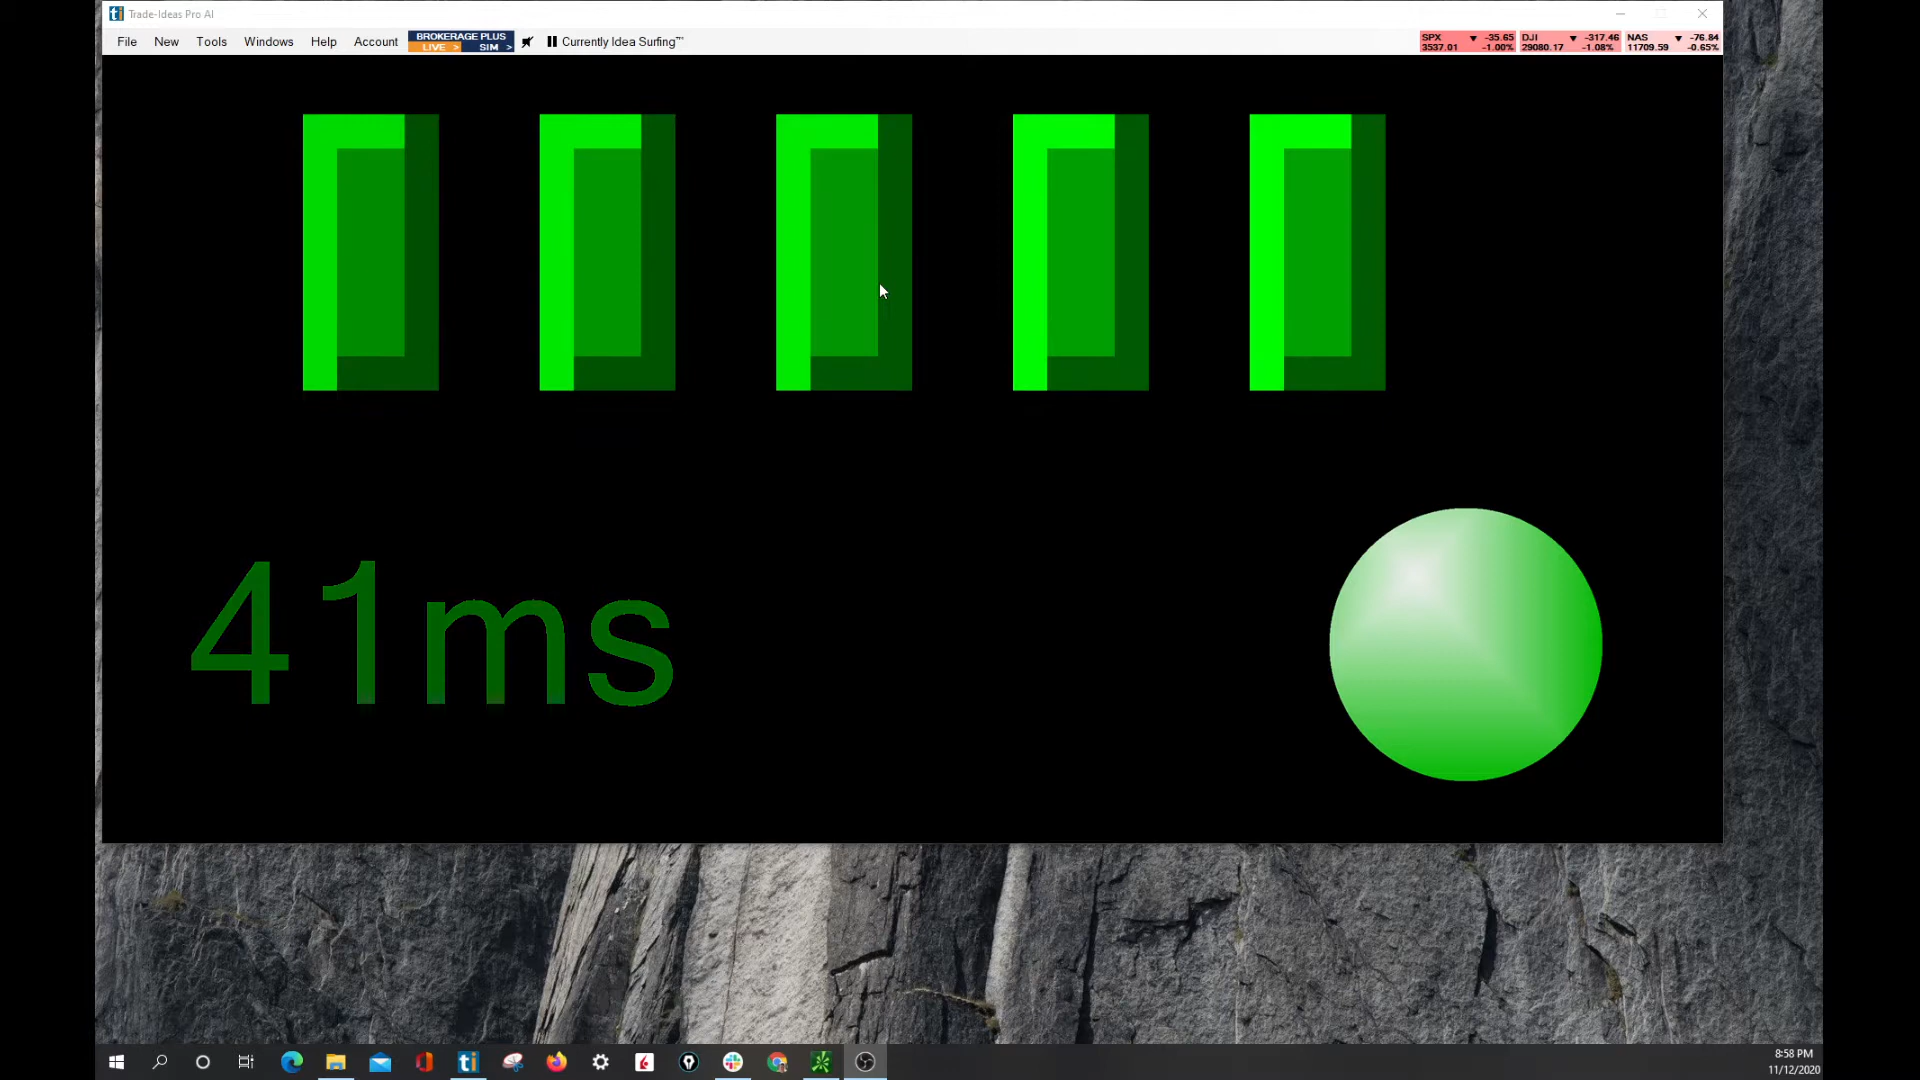 Trade-Ideas Pro AI
File New Tools Windows Help Account BROKERAGE PLUS LIVE > SIM > Currently Idea Surfing™
SPX ▼ -35.65 DJI ▼ -317.46 NAS ▼ -76.84
3537.01 -1.00% 29080.17 -1.08% 11709.59 -0.65%
41ms
8:58 PM
11/12/2020